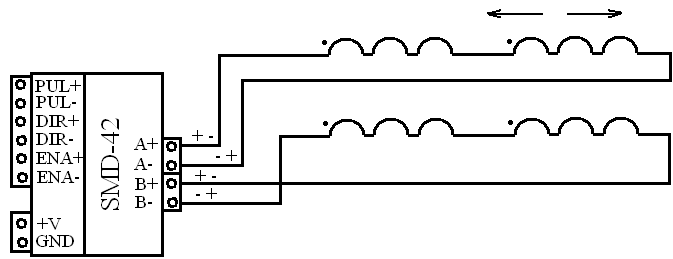 PUL+
PUL-
DIR+
DIR-
ENA+
ENA-
+V
GND
SMD-42
A+
A-
B+
B-
+ -
- +
+ -
- +